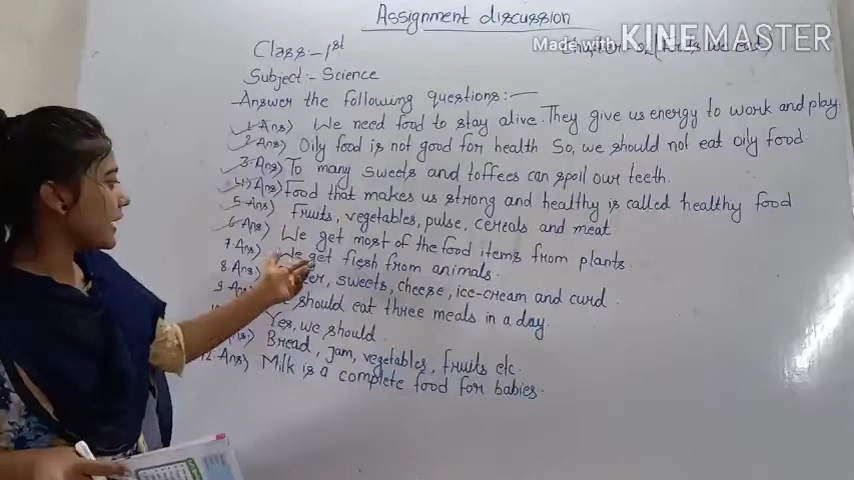 Assignment discussion
Made with KINEMASTER
Class:- 1st
Subject:- Science
Answer the following questions:-
1 Ans) We need food to stay alive. They give us energy to work and play.
2 Ans) Oily food is not good for health So, we should not eat oily food.
3 Ans) To many sweets and toffees can spoil our teeth.
4 Ans) Food that makes us strong and healthy is called healthy food
5 Ans) Fruits, vegetables, pulse, cereals and meat
6 Ans) We get most of the food items from plants.
7 Ans) We get flesh from animals.
8 Ans) sweets, cheese, ice-cream and curd.
9 Ans) should eat three meals in a day
Yes, we should.
Ans) Bread, jam, vegetables, fruits etc.
12 Ans) Milk is a complete food for babies.